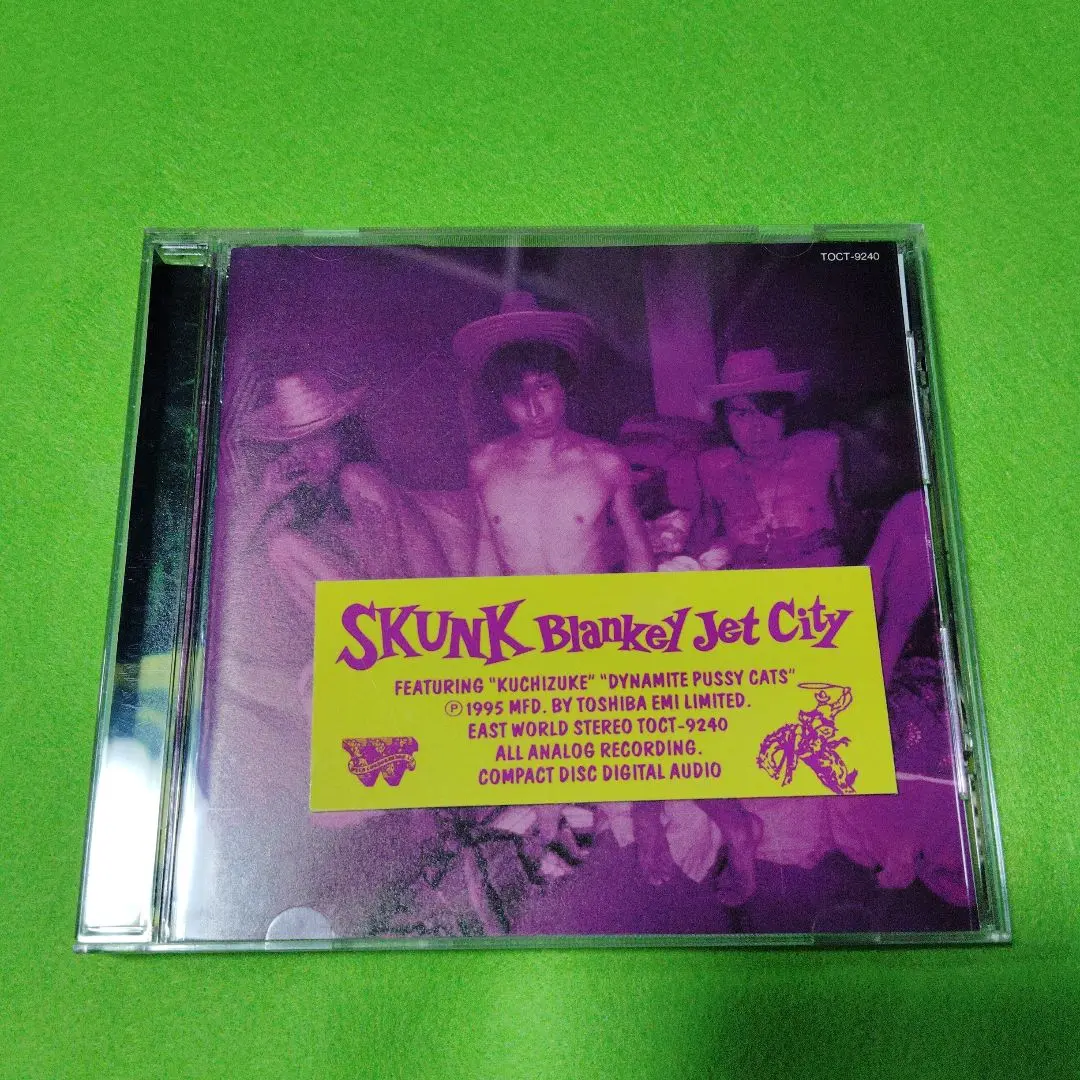 TOCT-9240
SKUNK Blankey Jet City
FEATURING "KUCHIZUKE" "DYNAMITE PUSSY CATS"
Ⓟ 1995 MFD. BY TOSHIBA EMI LIMITED.
EAST WORLD STEREO TOCT-9240
ALL ANALOG RECORDING.
COMPACT DISC DIGITAL AUDIO